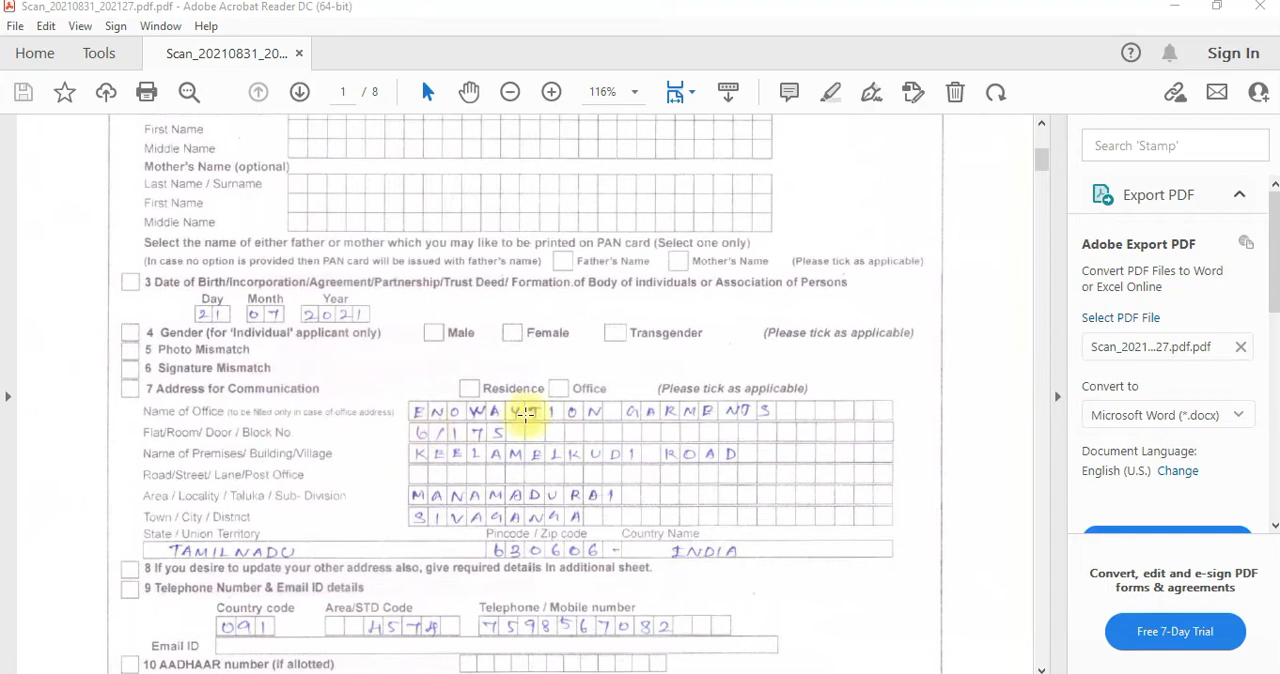 Scan_20210831_202127.pdf.pdf - Adobe Acrobat Reader DC (64-bit)
File Edit View Sign Window Help
Home Tools Scan_20210831_20... × Sign In
1 / 8 116%
First Name
Middle Name
Mother's Name (optional)
Last Name / Surname
First Name
Middle Name
Select the name of either father or mother which you may like to be printed on PAN card (Select one only)
(In case no option is provided then PAN card will be issued with father's name) Father's Name Mother's Name (Please tick as applicable)
3 Date of Birth/Incorporation/Agreement/Partnership/Trust Deed/ Formation of Body of individuals or Association of Persons
Day Month Year
21 07 2021
4 Gender (for 'Individual' applicant only) Male Female Transgender (Please tick as applicable)
5 Photo Mismatch
6 Signature Mismatch
7 Address for Communication Residence Office (Please tick as applicable)
Name of Office (to be filled only in case of office address) GARMENTS
Flat/Room/ Door / Block No 6/175
Name of Premises/ Building/Village KEELAMELKUDI ROAD
Road/Street/ Lane/Post Office
Area / Locality / Taluka / Sub- Division MANAMADURAI
Town / City / District SIVAGANGA
State / Union Territory Pincode / Zip code Country Name
TAMILNADU 630606 - INDIA
8 If you desire to update your other address also, give required details in additional sheet.
9 Telephone Number & Email ID details
Country code Area/STD Code Telephone / Mobile number
091 4574 7598567082
Email ID
10 AADHAAR number (if allotted)
Search 'Stamp'
Export PDF
Adobe Export PDF
Convert PDF Files to Word
or Excel Online
Select PDF File
Scan_2021...27.pdf.pdf ×
Convert to
Microsoft Word (*.docx)
Document Language:
English (U.S.) Change
Convert, edit and e-sign PDF
forms & agreements
Free 7-Day Trial